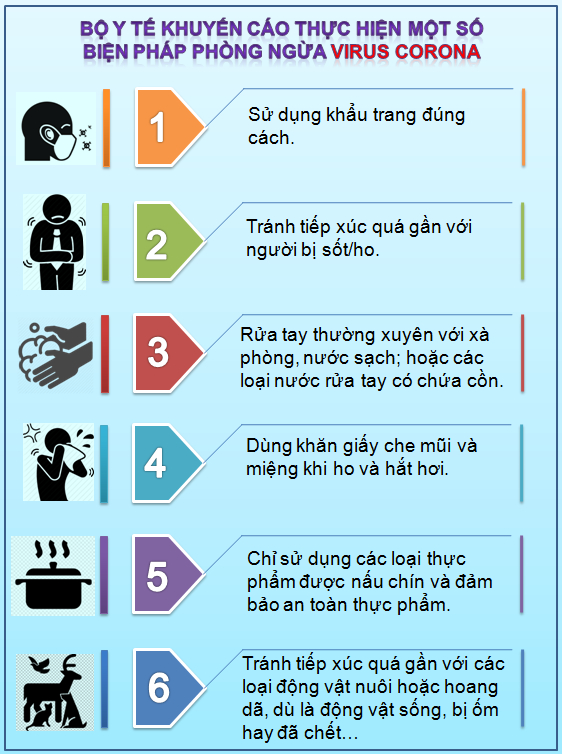 BỘ Y TẾ KHUYẾN CÁO THỰC HIỆN MỘT SỐ
BIỆN PHÁP PHÒNG NGỪA VIRUS CORONA
1
Sử dụng khẩu trang đúng
cách.
2
Tránh tiếp xúc quá gần với
người bị sốt/ho.
3
Rửa tay thường xuyên với xà
phòng, nước sạch; hoặc các
loại nước rửa tay có chứa cồn.
4
Dùng khăn giấy che mũi và
miệng khi ho và hắt hơi.
5
Chỉ sử dụng các loại thực
phẩm được nấu chín và đảm
bảo an toàn thực phẩm.
6
Tránh tiếp xúc quá gần với các
loại động vật nuôi hoặc hoang
dã, dù là động vật sống, bị ốm
hay đã chết…